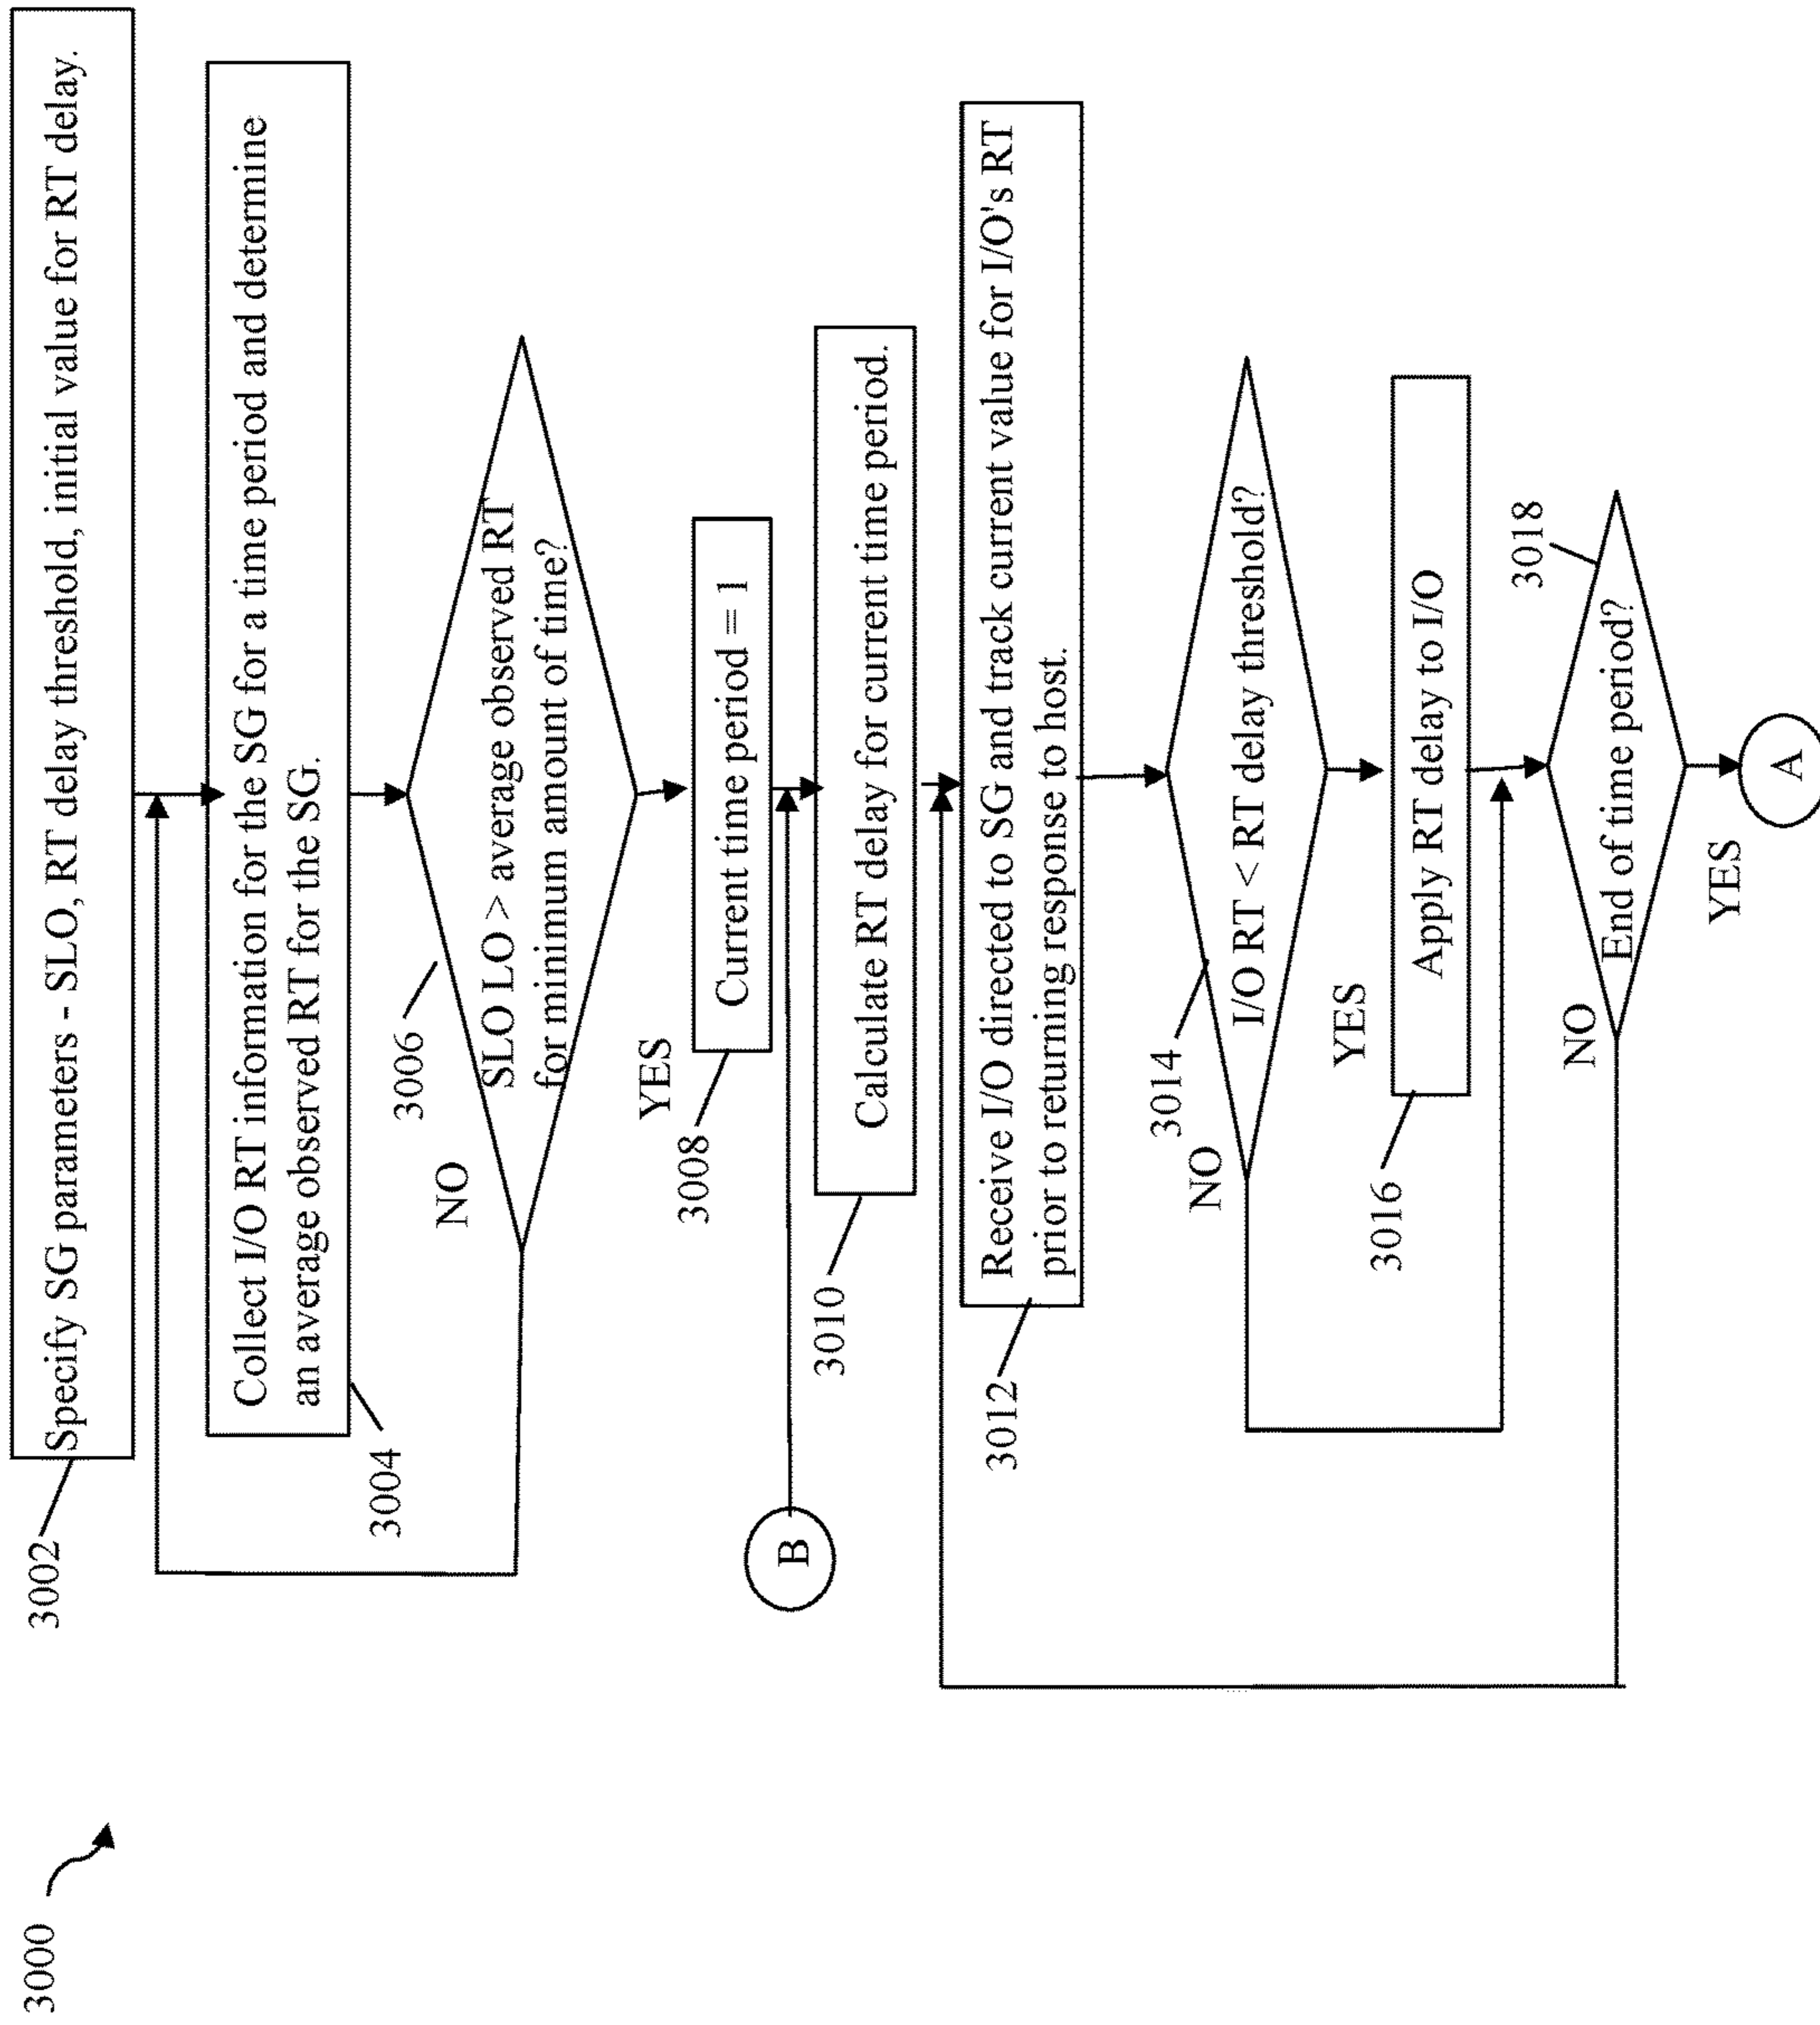 3000
3002
Specify SG parameters - SLO, RT delay threshold, initial value for RT delay.
Collect I/O RT information for the SG for a time period and determine
an average observed RT for the SG.
3004
3006
NO
SLO LO > average observed RT
for minimum amount of time?
YES
3008
Current time period = 1
B
Calculate RT delay for current time period.
3010
Receive I/O directed to SG and track current value for I/O's RT
prior to returning response to host.
3012
3014
NO
I/O RT < RT delay threshold?
YES
Apply RT delay to I/O
3016
3018
NO
End of time period?
YES
A